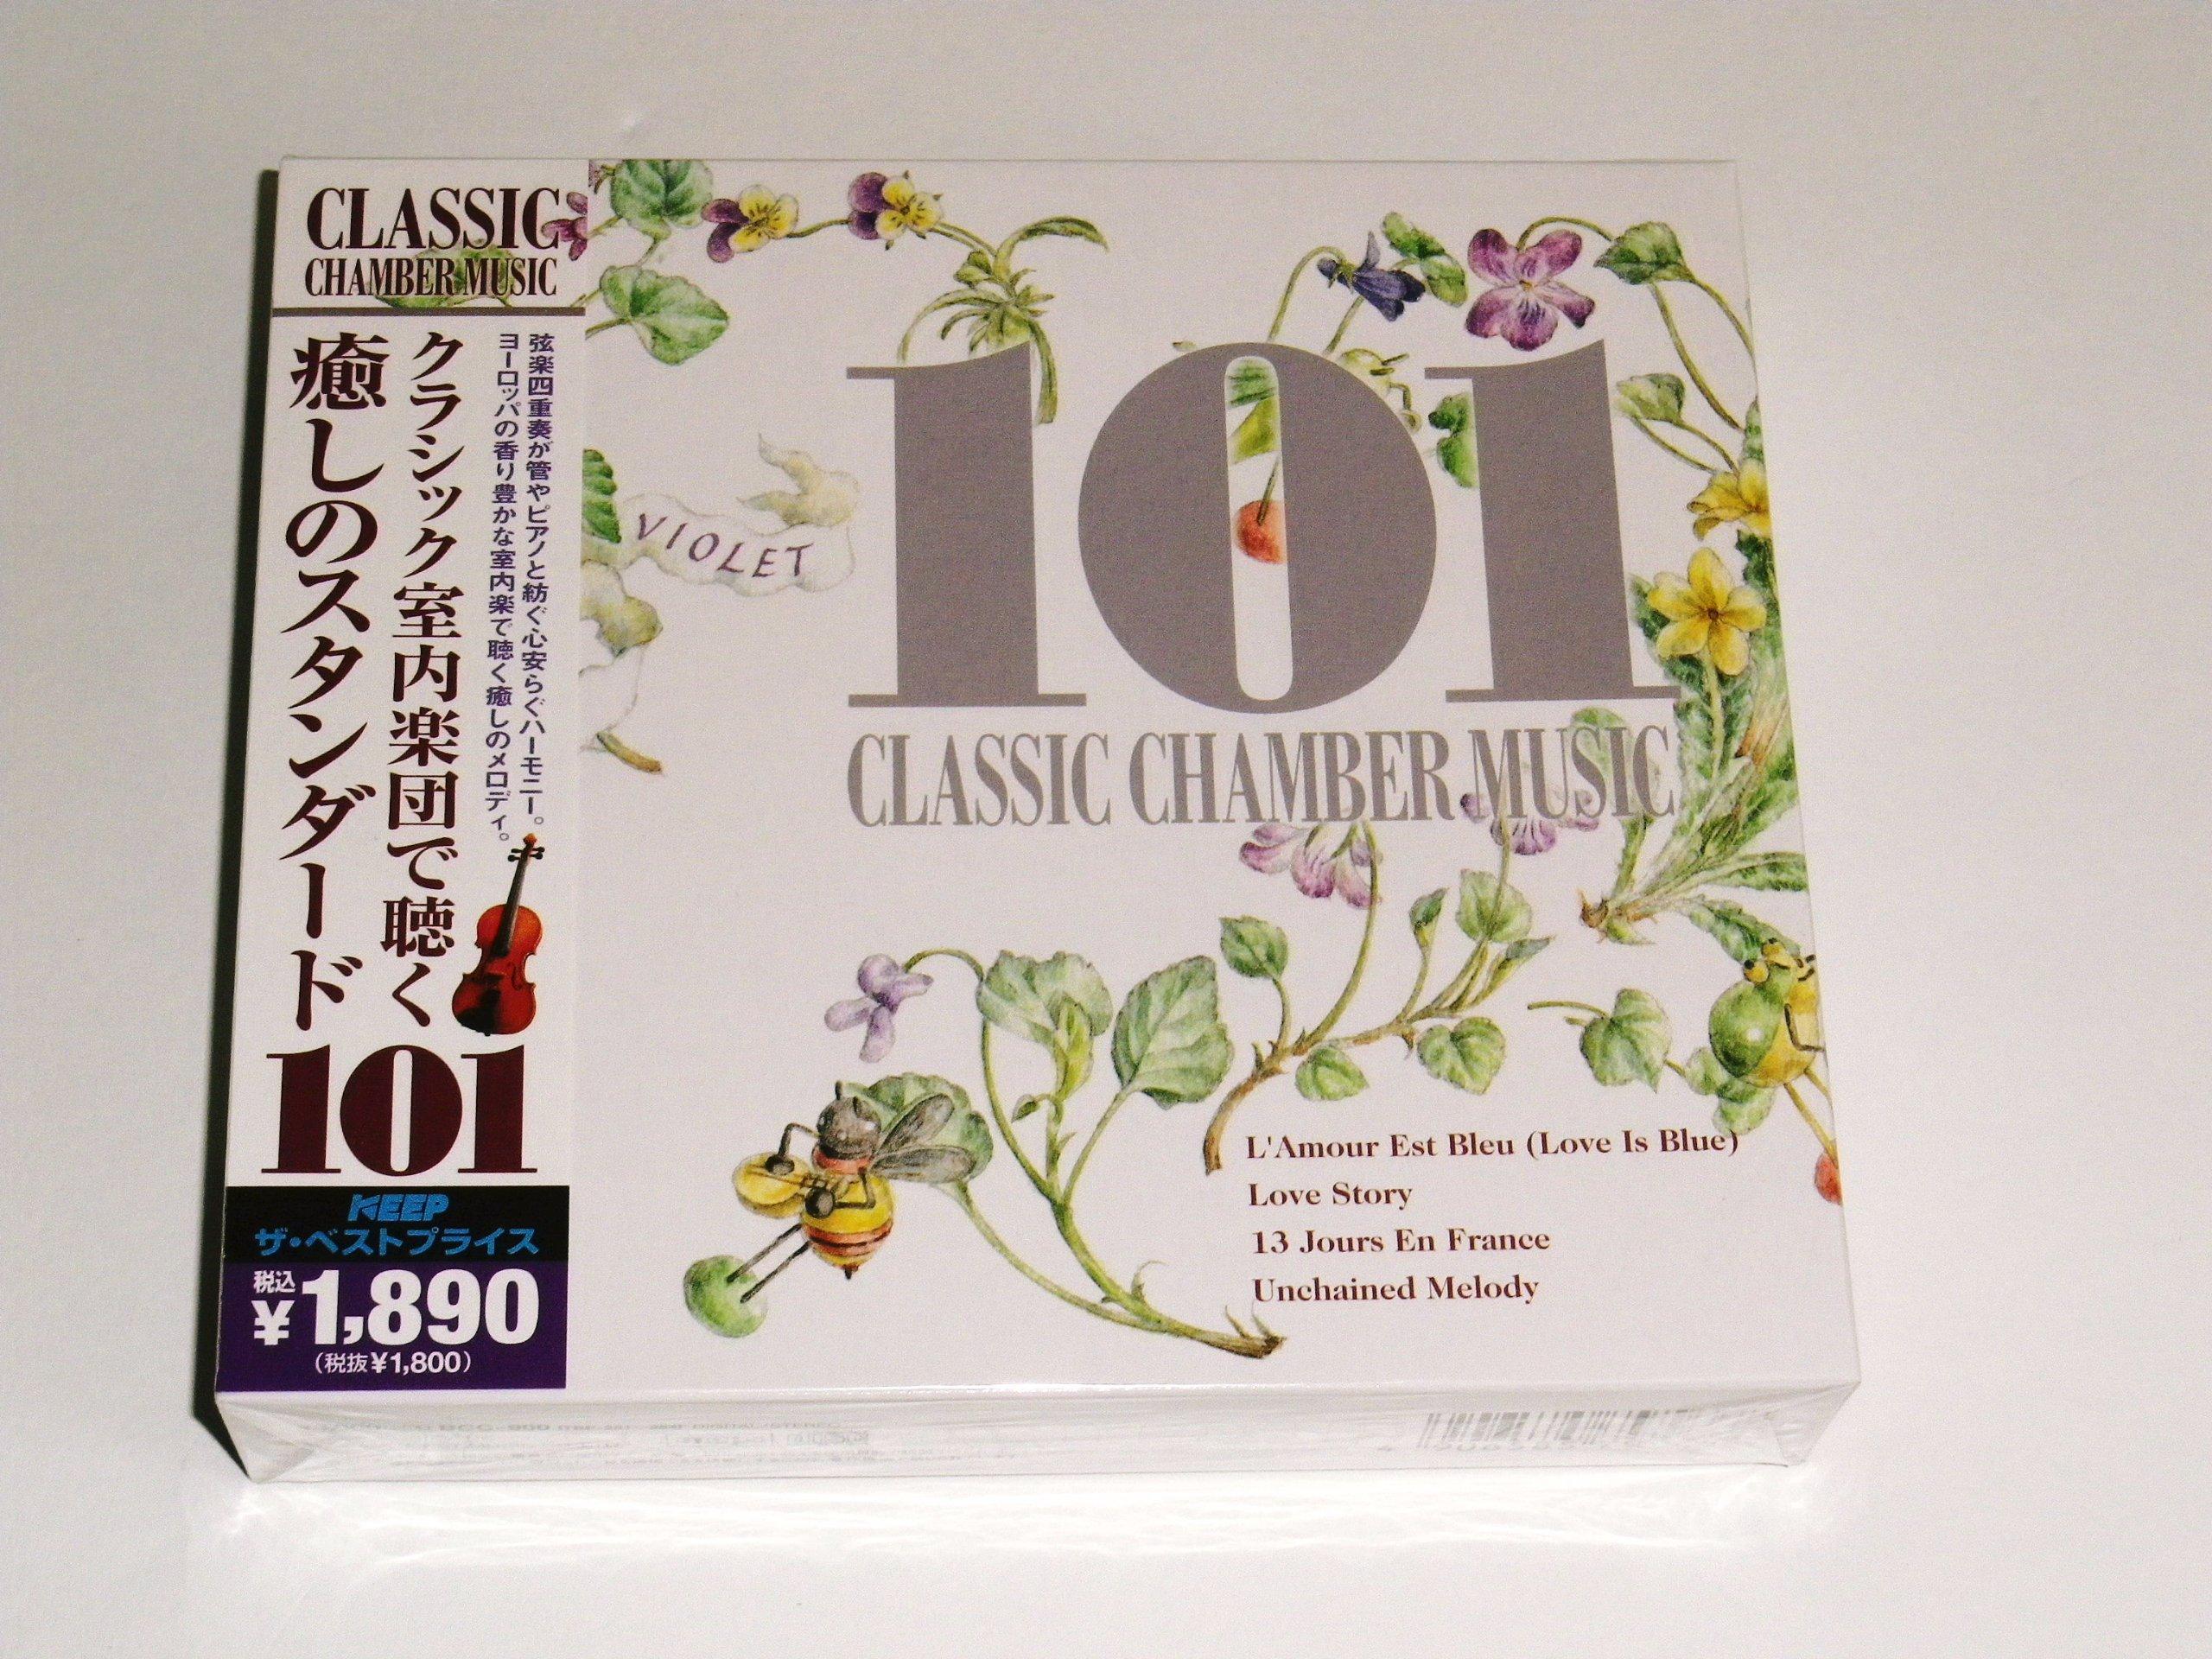 CLASSIC
CHAMBER MUSIC
弦楽四重奏が管やピアノと紡ぐ心安らぐハーモニー。
ヨーロッパの香り豊かな室内楽で聴く癒しのメロディ。
クラシック室内楽団で聴く
癒しのスタンダード
101
KEEP
ザ・ベストプライス
税込
¥1,890
(税抜¥1,800)
VIOLET
101
CLASSIC CHAMBER MUSIC
L'Amour Est Bleu (Love Is Blue)
Love Story
13 Jours En France
Unchained Melody